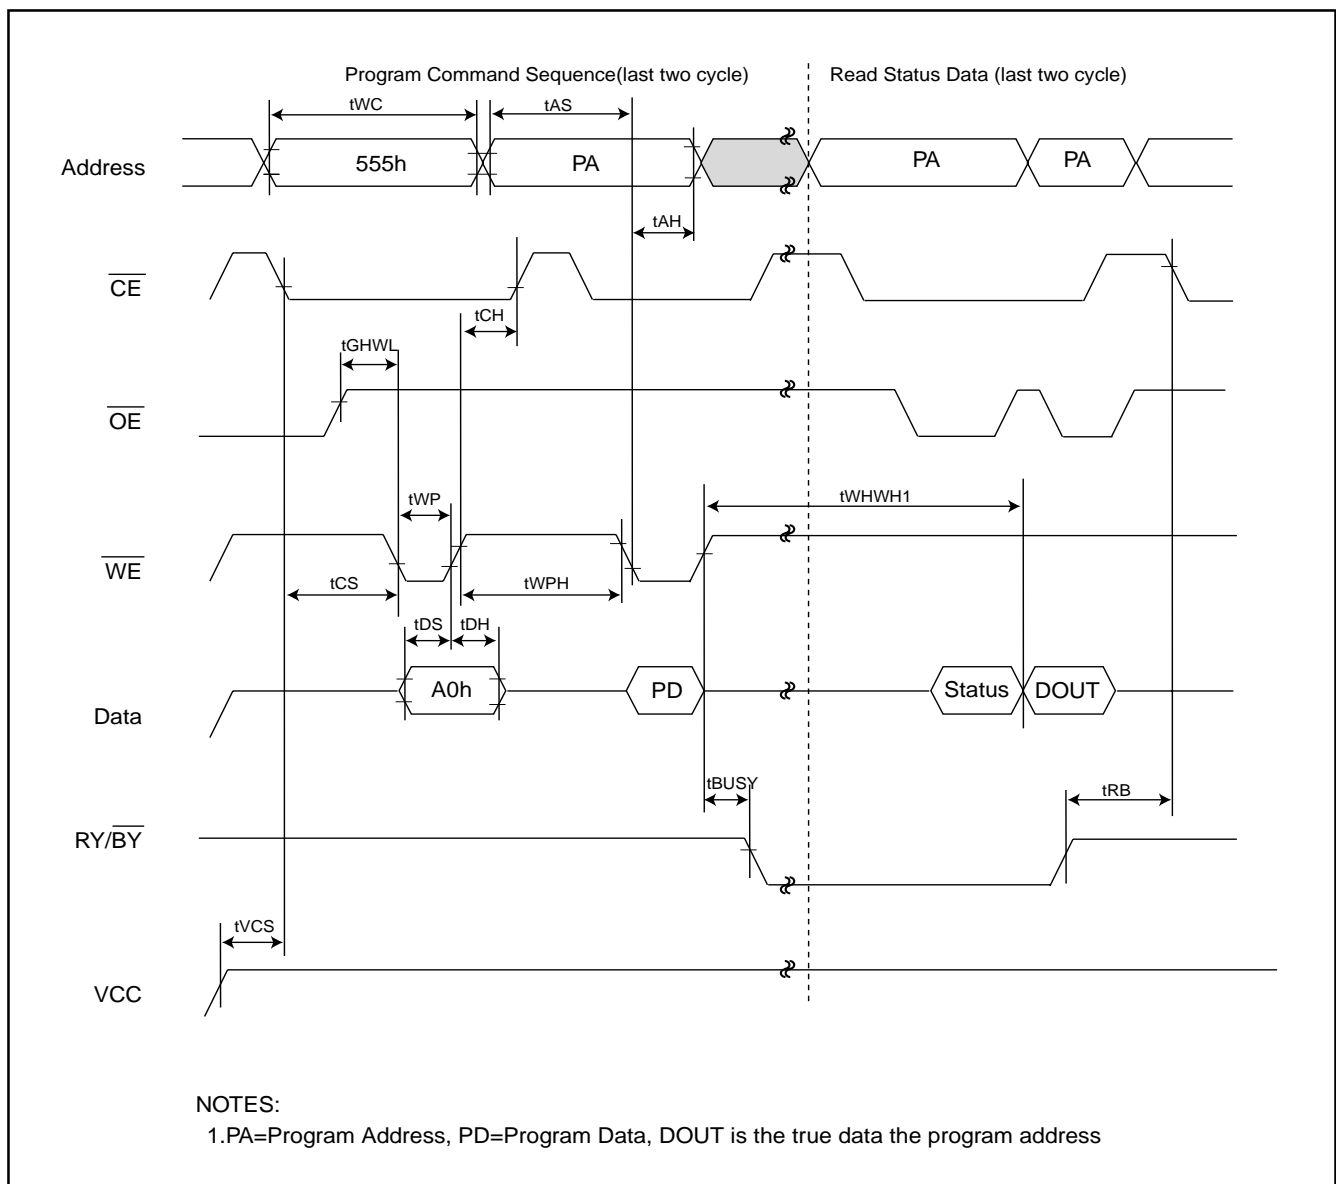 Program Command Sequence(last two cycle)
Read Status Data (last two cycle)
tWC
tAS
Address
555h
PA
PA
PA
tAH
CE
tCH
tGHWL
OE
tWP
tWHWH1
WE
tCS
tWPH
tDS
tDH
Data
A0h
PD
Status
DOUT
tBUSY
tRB
RY/BY
tVCS
VCC
NOTES:
1.PA=Program Address, PD=Program Data, DOUT is the true data the program address